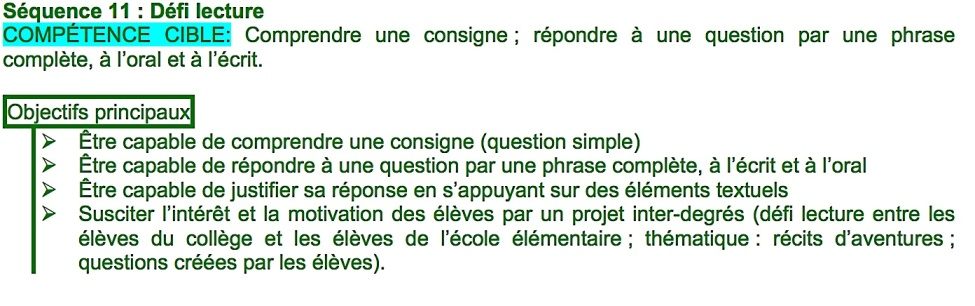 Séquence 11 : Défi lecture
COMPÉTENCE CIBLE: Comprendre une consigne ; répondre à une question par une phrase
complète, à l’oral et à l’écrit.
Objectifs principaux
➢ Être capable de comprendre une consigne (question simple)
➢ Être capable de répondre à une question par une phrase complète, à l’écrit et à l’oral
➢ Être capable de justifier sa réponse en s’appuyant sur des éléments textuels
➢ Susciter l’intérêt et la motivation des élèves par un projet inter-degrés (défi lecture entre les
élèves du collège et les élèves de l’école élémentaire ; thématique : récits d’aventures ;
questions créées par les élèves).